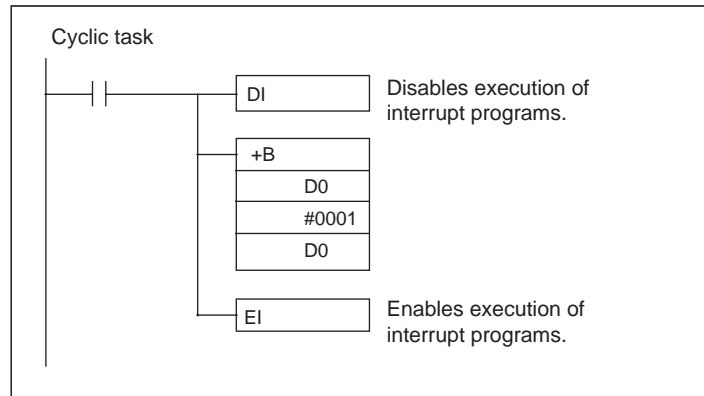 Cyclic task
DI
Disables execution of
interrupt programs.
+B
D0
#0001
D0
EI
Enables execution of
interrupt programs.